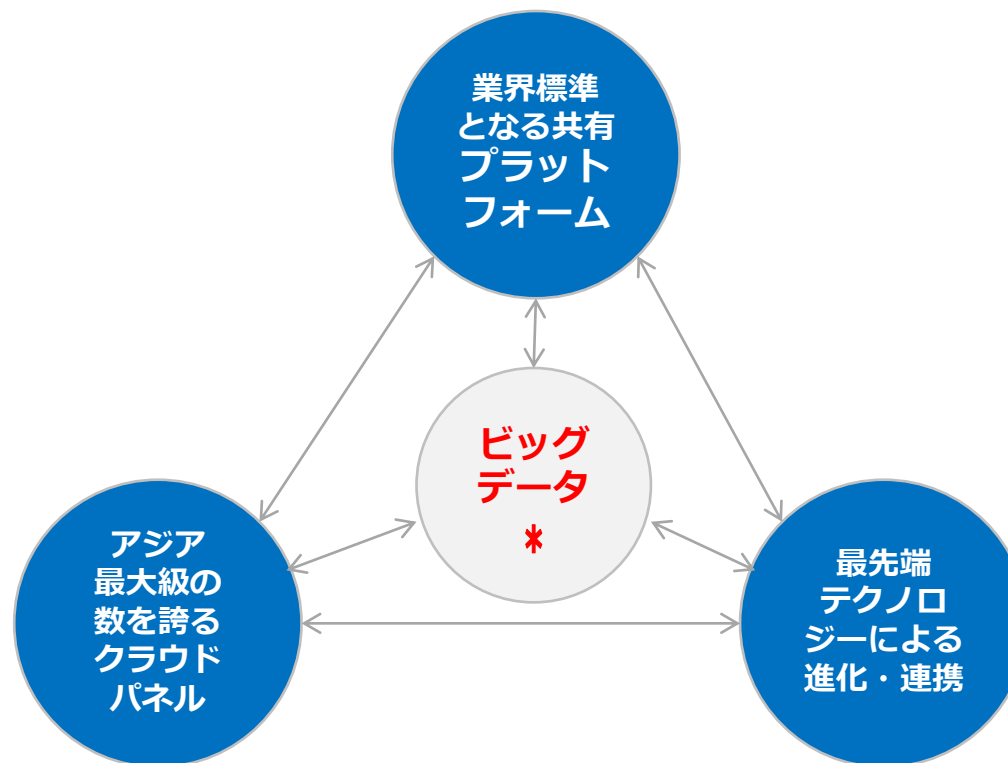 業界標準
となる共有
プラット
フォーム
ビッグ
データ
*
アジア
最大級の
数を誇る
クラウド
パネル
最先端
テクノロ
ジーによる
進化・連携